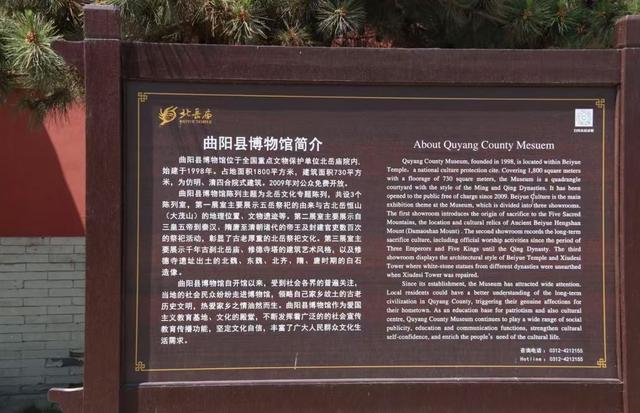 北岳庙
BEIYUE TEMPLE
曲阳县博物馆简介
曲阳县博物馆位于全国重点文物保护单位北岳庙院内,
始建于1998年。占地面积1800平方米,建筑面积730平方
米,为仿明、清四合院式建筑。2009年对公众免费开放。
曲阳县博物馆陈列主题为北岳文化专题陈列,共设3个
陈列室,第一展室主要展示五岳祭祀的由来与古北岳恒山
(大茂山)的地理位置、文物遗迹等。第二展室主要展示自
三皇五帝到秦汉、隋唐至清朝诸代的帝王及封建官吏数百次
的祭祀活动,彰显了古老厚重的北岳祭祀文化。第三展室主
要展示千年古刹北岳庙、修德寺塔的建筑艺术风格,以及修
德寺遗址出土的北魏、东魏、北齐、隋、唐时期的白石
造像。
曲阳县博物馆自开馆以来,受到社会各界的普遍关注,
当地的社会民众纷纷走进博物馆,领略自己家乡故土的古老
历史文明,热爱家乡之情油然而生。曲阳县博物馆作为爱国
主义教育基地、文化的殿堂,不断发挥着广泛的的社会宣传
教育传播功能,坚定文化自信,丰富了广大人民群众文化生
活需求。
About Quyang County Mesuem
Quyang County Museum, founded in 1998, is located within Beiyue
Temple, a national culture protection cite. Covering 1,800 square meters
with a floorage of 730 square meters, the Museum is a quadrangle
courtyard with the style of the Ming and Qing Dynasties. It has been
opened to the public free of charge since 2009. Beiyue Culture is the main
exhibition theme at the Museum, which is divided into three showrooms.
The first showroom introduces the origin of sacrifice to the Five Sacred
Mountains, the location and cultural relics of Ancient Beiyue Hengshan
Mount (Damaoshan Mount) . The second showroom records the long-term
sacrifice culture, including official worship activities since the period of
Three Emperors and Five Kings until the Qing Dynasty. The third
showroom displays the architectural style of Beiyue Temple and Xiudesi
Tower where white-stone statues from different dynasties were unearthed
when Xiudesi Tower was repaired.
Since its establishment, the Museum has attracted wide attention.
Local residents could have a better understanding of the long-term
civilization in Quyang County, triggering their genuine affections for
their hometown. As an education base for patriotism and also cultural
centre, Quyang County Museum continues to play a wide range of social
publicity, education and communication functions, strengthen cultural
self-confidence, and enrich the people's need of the cultural life.
咨询电话: 0312-4212155
Hotline: 0312-4212155